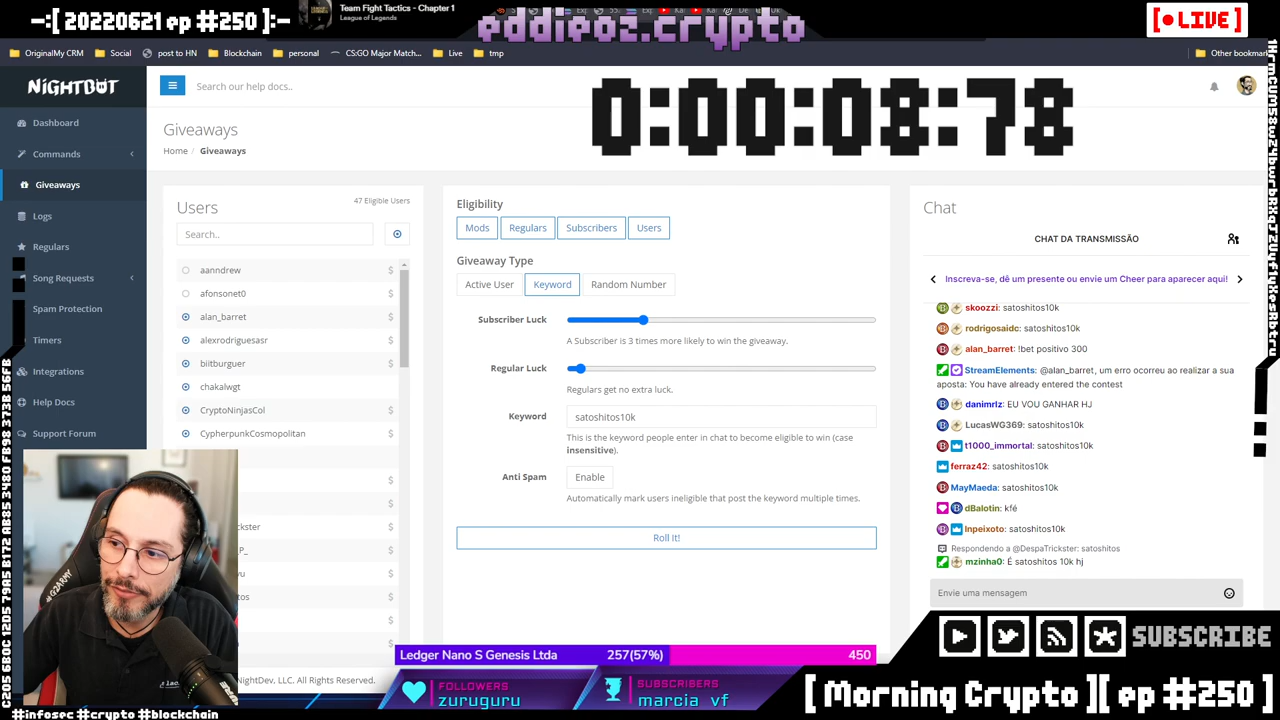 —:[ 20220621 ep #250 ]:—
Team Fight Tactics - Chapter 1
League of Legends
eddieoz.crypto
[ LIVE ]
OriginalMy CRM
Social
post to HN
Blockchain
personal
CS:GO Major Match...
Live
tmp
Other bookmar
NiGHTBOT
Search our help docs..
0:00:08:78
Dashboard
Commands
Giveaways
Logs
Regulars
Song Requests
Spam Protection
Timers
Integrations
Help Docs
Support Forum
Giveaways
Home / Giveaways
Users
47 Eligible Users
Search..
aanndrew
afonsonet0
alan_barret
alexrodriguesasr
biitburguer
chakalwgt
CryptoNinjasCol
CypherpunkCosmopolitan
Eligibility
Mods
Regulars
Subscribers
Users
Giveaway Type
Active User
Keyword
Random Number
Subscriber Luck
A Subscriber is 3 times more likely to win the giveaway.
Regular Luck
Regulars get no extra luck.
Keyword
satoshitos10k
This is the keyword people enter in chat to become eligible to win (case
insensitive).
Anti Spam
Enable
Automatically mark users ineligible that post the keyword multiple times.
Roll It!
Chat
CHAT DA TRANSMISSÃO
Inscreva-se, dê um presente ou envie um Cheer para aparecer aqui!
skoozzi: satoshitos10k
rodrigosaidc: satoshitos10k
alan_barret: !bet positivo 300
StreamElements: @alan_barret, um erro ocorreu ao realizar a sua
aposta: You have already entered the contest
danimrlz: EU VOU GANHAR HJ
LucasWG369: satoshitos10k
t1000_immortal: satoshitos10k
ferraz42: satoshitos10k
MayMaeda: satoshitos10k
dBalotin: kfé
lnpeixoto: satoshitos10k
Respondendo a @DespaTrickster: satoshitos
mzinha0: É satoshitos 10k hj
Envie uma mensagem
SUBSCRIBE
Ledger Nano S Genesis Ltda
257(57%)
450
NightDev, LLC. All Rights Reserved.
FOLLOWERS
zuruguru
SUBSCRIBERS
marcia_vf
[ Morning Crypto ][ ep #250 ]
#infosec #crypto #blockchain